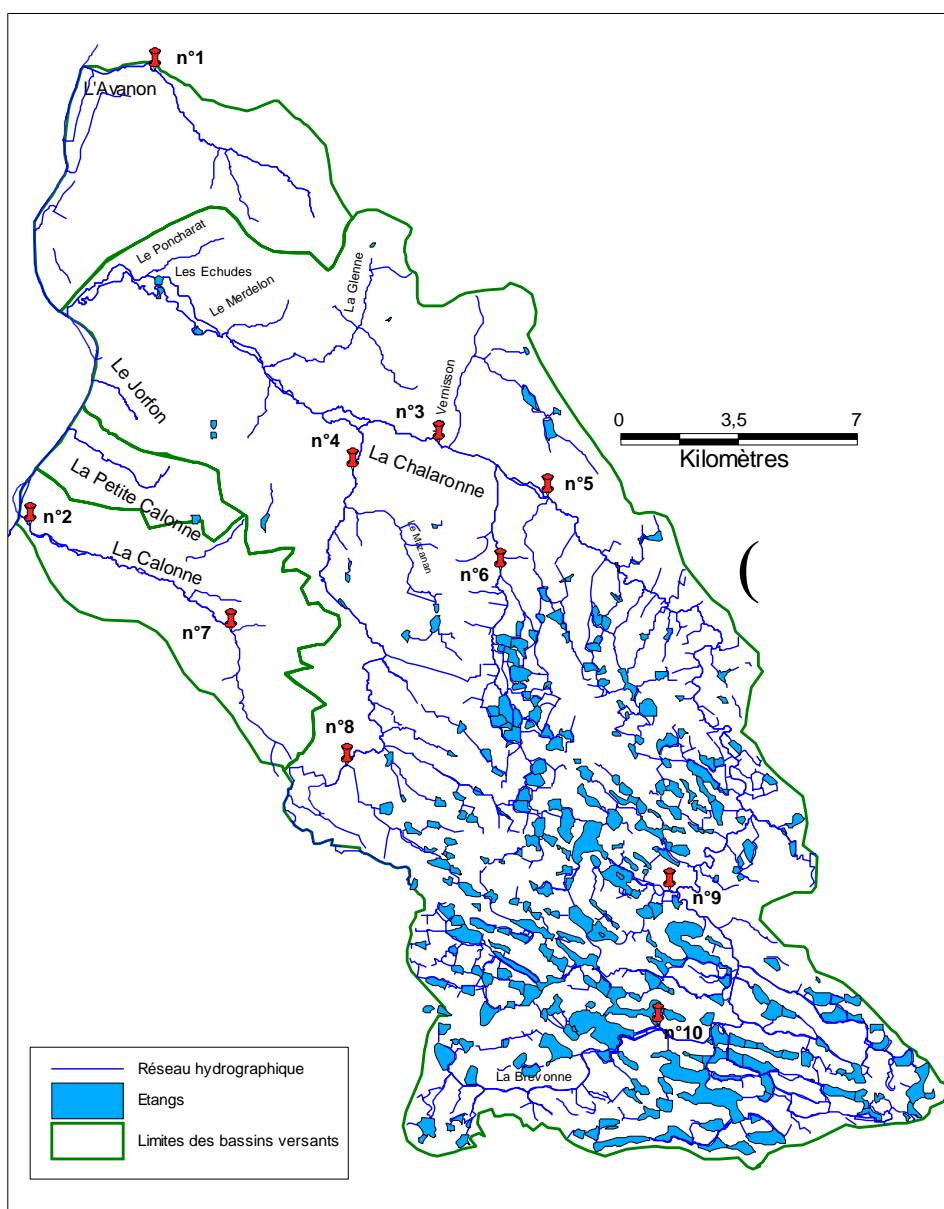 n°1
L'Avanon
Le Poncharat
Les Echudes
Le Merdelon
La Glenne
Vernisson
Le Jorfon
n°3
n°4
0 3,5 7
Kilomètres
La Chalaronne
La Petite Calonne
n°5
n°2
Le Mazanan
La Calonne
n°6
n°7
n°8
n°9
n°10
La Brevonne
Réseau hydrographique
Etangs
Limites des bassins versants